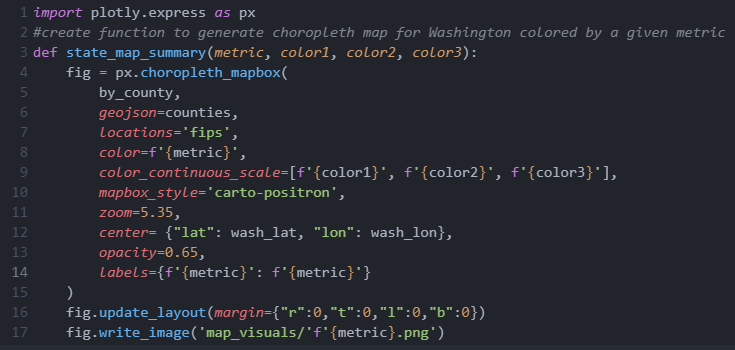 1 import plotly.express as px
2 #create function to generate choropleth map for Washington colored by a given metric
3 def state_map_summary(metric, color1, color2, color3):
4     fig = px.choropleth_mapbox(
5         by_county,
6         geojson=counties,
7         locations='fips',
8         color=f'{metric}',
9         color_continuous_scale=[f'{color1}', f'{color2}', f'{color3}'],
10         mapbox_style='carto-positron',
11         zoom=5.35,
12         center= {"lat": wash_lat, "lon": wash_lon},
13         opacity=0.65,
14         labels={f'{metric}': f'{metric}'}
15     )
16     fig.update_layout(margin={"r":0,"t":0,"l":0,"b":0})
17     fig.write_image('map_visuals/'f'{metric}.png')